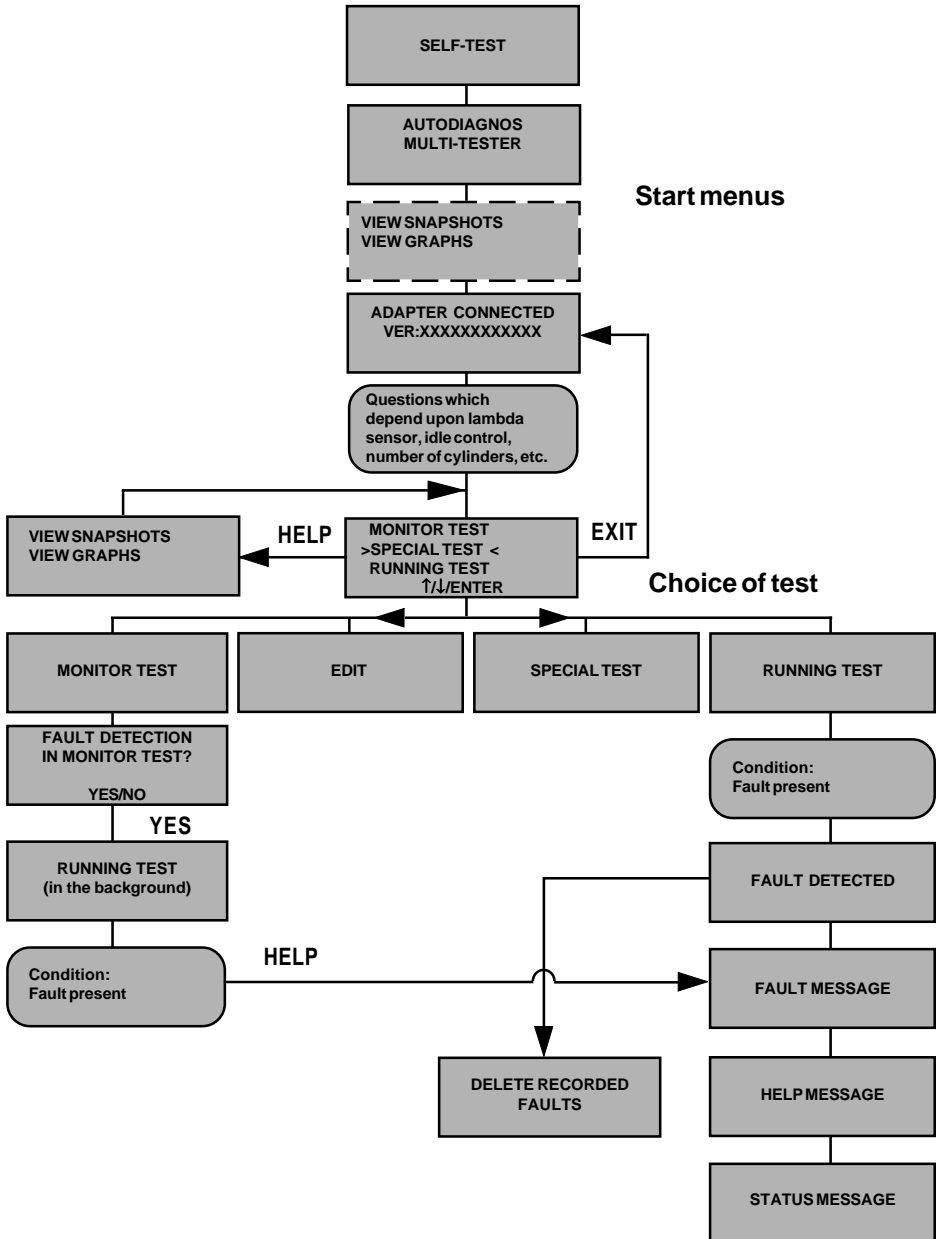 SELF-TEST
AUTODIAGNOS
MULTI-TESTER
Start menus
VIEW SNAPSHOTS
VIEW GRAPHS
ADAPTER CONNECTED
VER:XXXXXXXXXXXX
Questions which
depend upon lambda
sensor, idle control,
number of cylinders, etc.
VIEW SNAPSHOTS
VIEW GRAPHS
HELP
MONITOR TEST
>SPECIAL TEST <
RUNNING TEST
↑/↓/ENTER
EXIT
Choice of test
MONITOR TEST
EDIT
SPECIAL TEST
RUNNING TEST
FAULT DETECTION
IN MONITOR TEST?
YES/NO
YES
RUNNING TEST
(in the background)
Condition:
Fault present
HELP
Condition:
Fault present
FAULT DETECTED
FAULT MESSAGE
DELETE RECORDED
FAULTS
HELP MESSAGE
STATUS MESSAGE